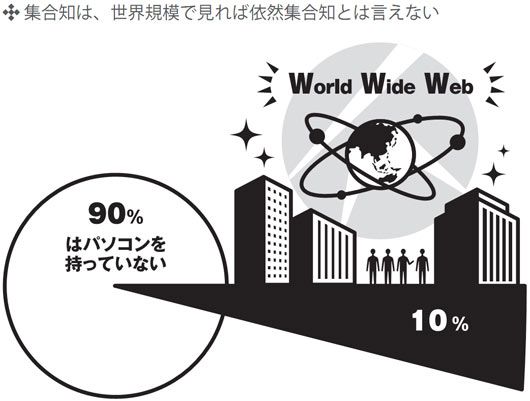 集合知は、世界規模で見れば依然集合知とは言えない
World Wide Web
90%
はパソコンを
持っていない
10%